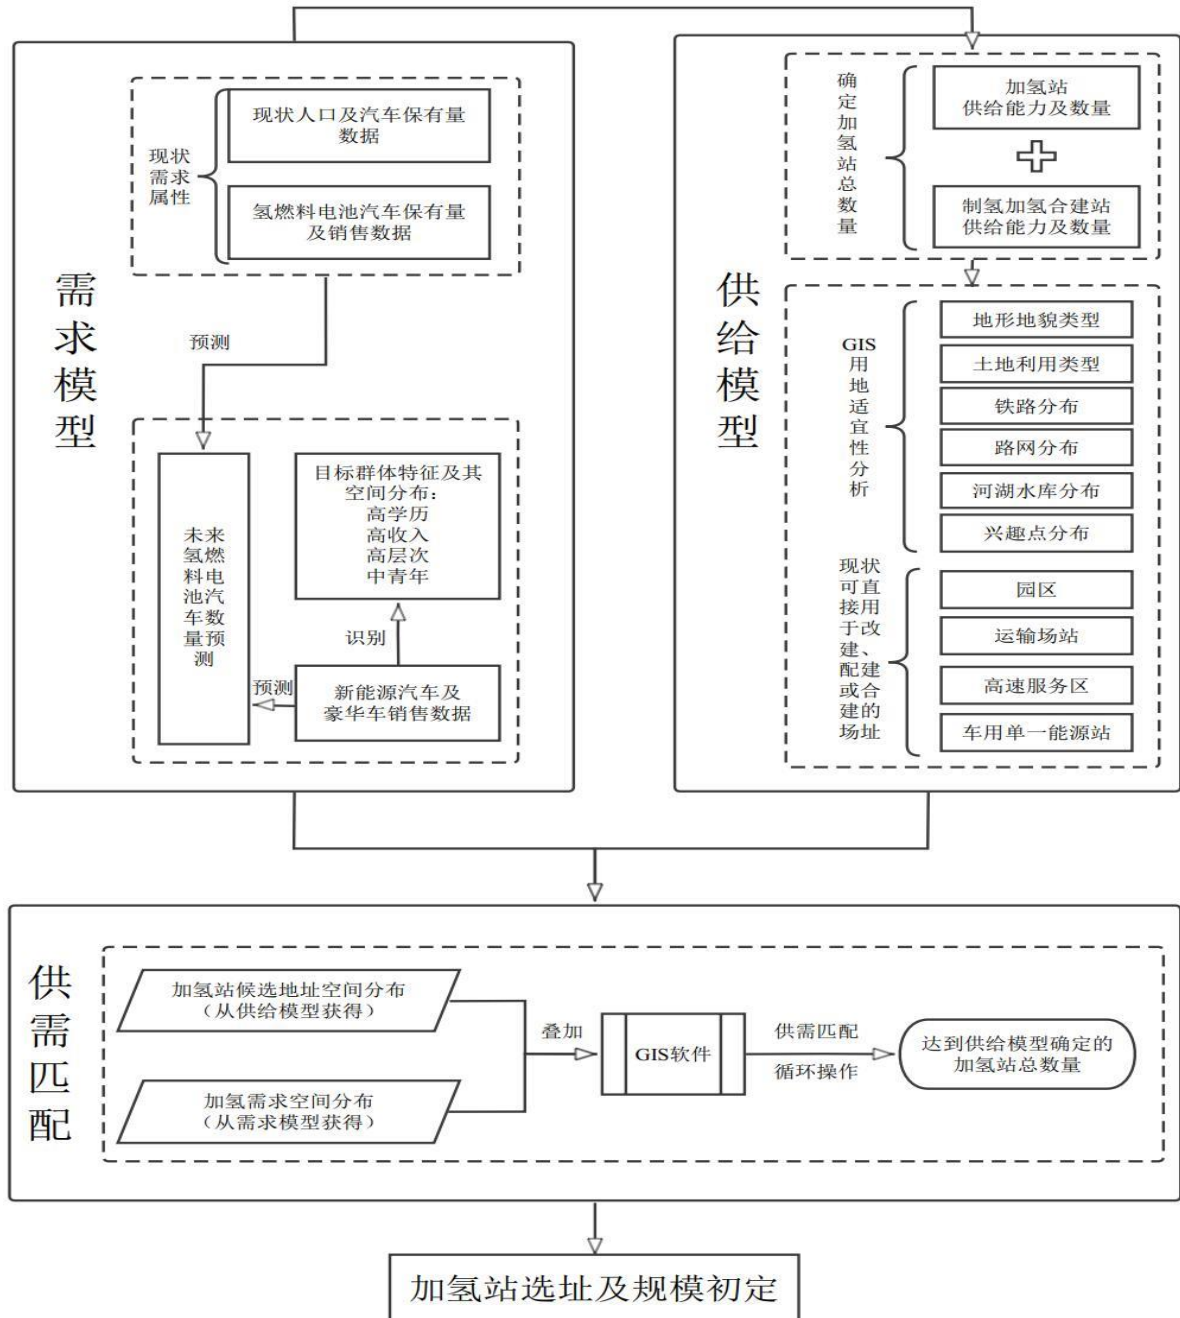 需求模型
现状
需求
属性
现状人口及汽车保有量
数据
氢燃料电池汽车保有量
及销售数据
预测
未来
氢燃
料电
池汽
车数
量预
测
目标群体特征及其
空间分布：
高学历
高收入
高层次
中青年
识别
预测
新能源汽车及
豪华车销售数据
供给模型
确定加氢站总数量
加氢站
供给能力及数量
制氢加氢合建站
供给能力及数量
GIS
用地适宜性分析
地形地貌类型
土地利用类型
铁路分布
路网分布
河湖水库分布
兴趣点分布
现状
可直
接用
于改
建、
配建
或合
建的
场址
园区
运输场站
高速服务区
车用单一能源站
供需匹配
加氢站候选地址空间分布
（从供给模型获得）
加氢需求空间分布
（从需求模型获得）
叠加
GIS软件
供需匹配
循环操作
达到供给模型确定的
加氢站总数量
加氢站选址及规模初定